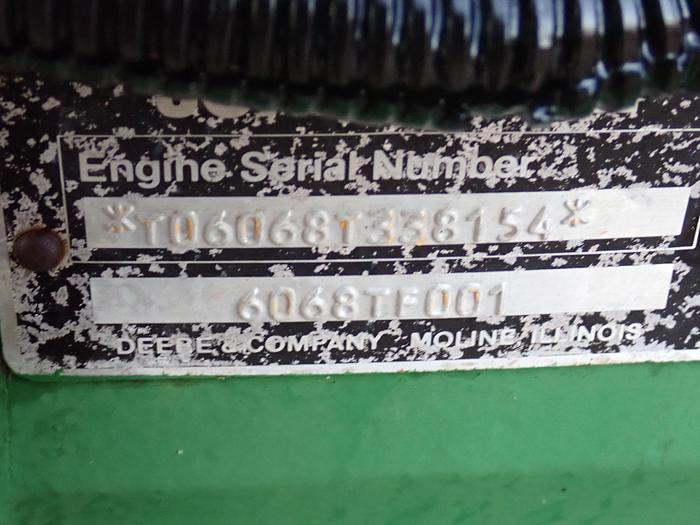 Engine Serial Number
*T06068T338154*
6068TF001
DEERE & COMPANY MOLINE ILLINOIS